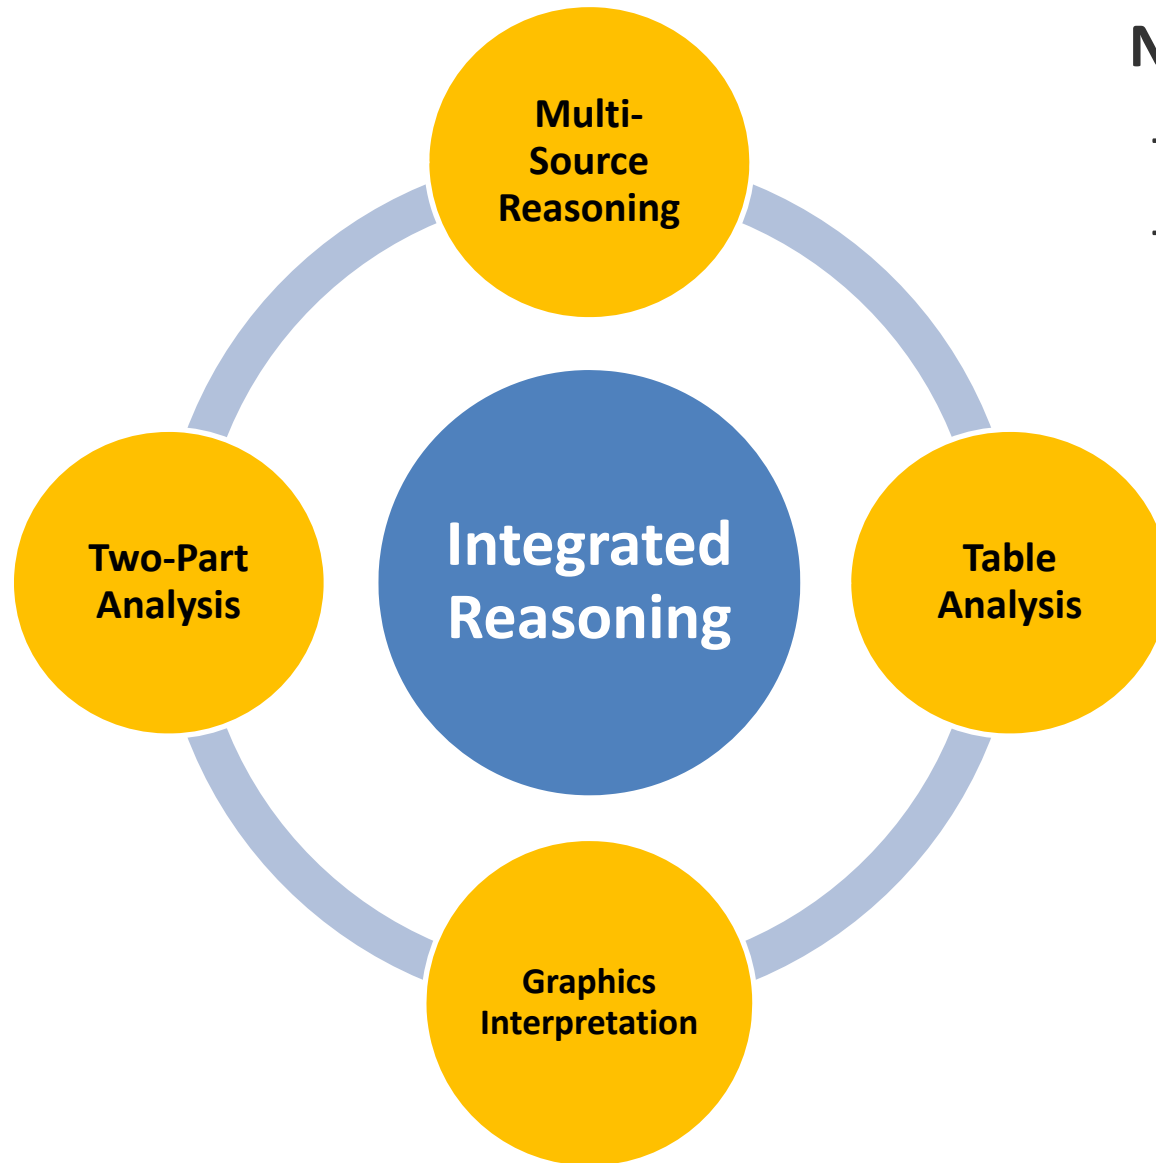 N
Multi-
Source
Reasoning
Two-Part
Analysis
Integrated
Reasoning
Table
Analysis
Graphics
Interpretation